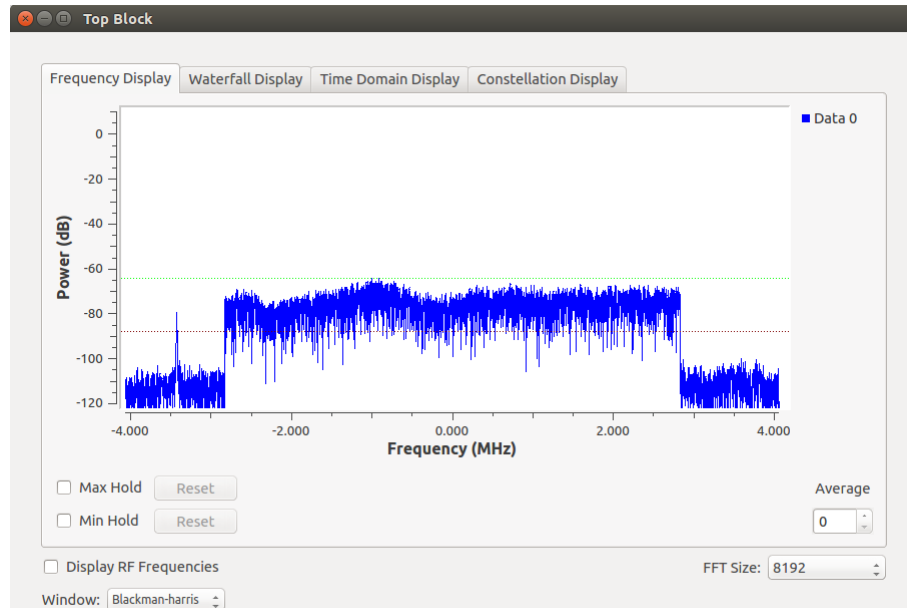 Top Block
Frequency Display Waterfall Display Time Domain Display Constellation Display
Data 0
0
-20
-40
-60
-80
-100
-120
Power (dB)
-4.000 -2.000 0.000 2.000 4.000
Frequency (MHz)
Max Hold Reset Average
Min Hold Reset 0
Display RF Frequencies FFT Size: 8192
Window: Blackman-harris